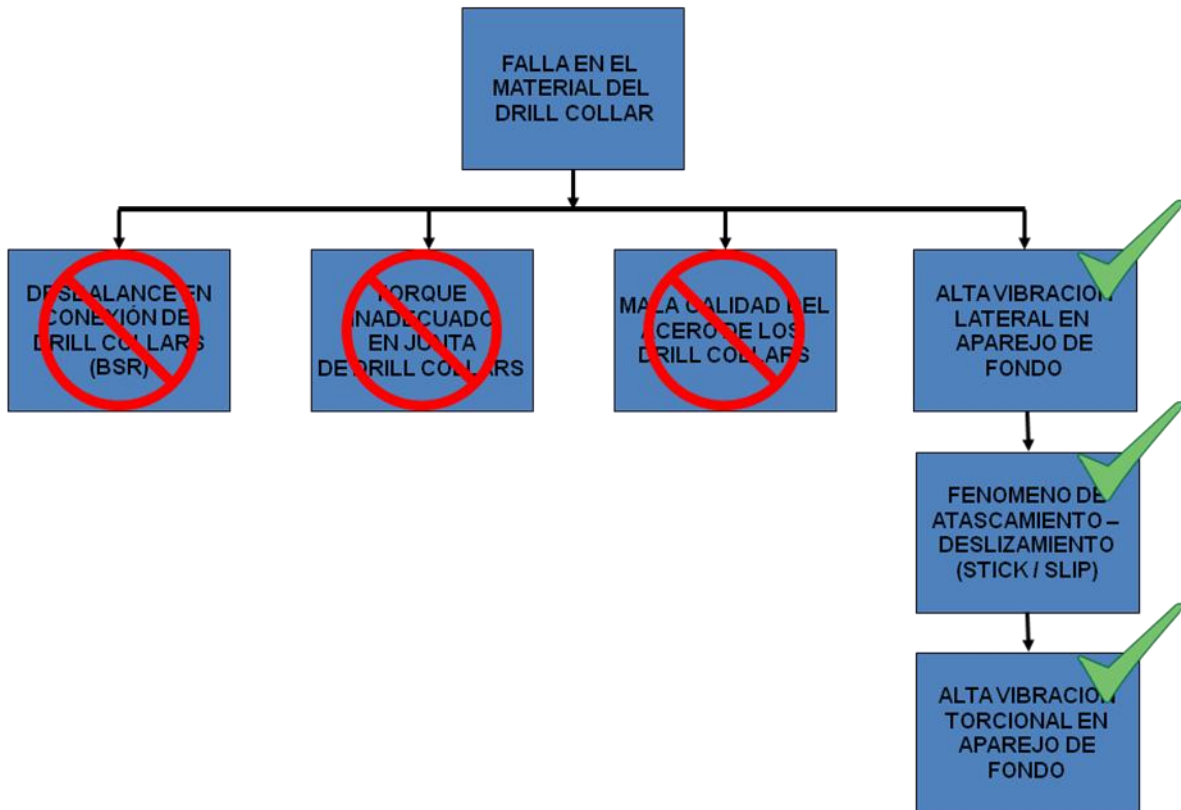 FALLA EN EL
MATERIAL DEL
DRILL COLLAR
DESBALANCE EN
CONEXIÓN DE
DRILL COLLARS
(BSR)
TORQUE
INADECUADO
EN JUNTA
DE DRILL COLLARS
MALA CALIDAD DEL
ACERO DE LOS
DRILL COLLARS
ALTA VIBRACION
LATERAL EN
APAREJO DE
FONDO
FENOMENO DE
ATASCAMIENTO –
DESLIZAMIENTO
(STICK / SLIP)
ALTA VIBRACION
TORCIONAL EN
APAREJO DE
FONDO